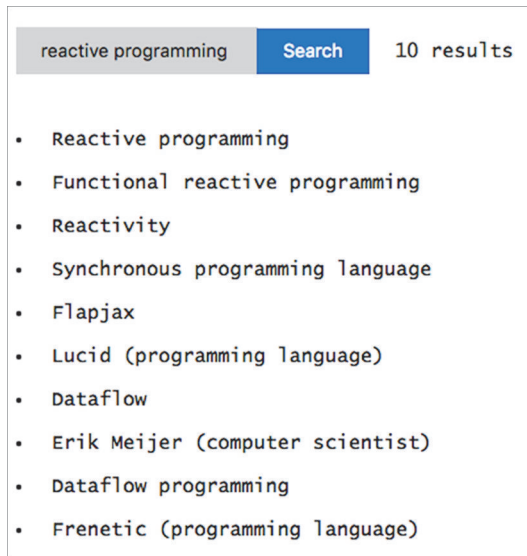 reactive programming Search 10 results
• Reactive programming
• Functional reactive programming
• Reactivity
• Synchronous programming language
• Flapjax
• Lucid (programming language)
• Dataflow
• Erik Meijer (computer scientist)
• Dataflow programming
• Frenetic (programming language)